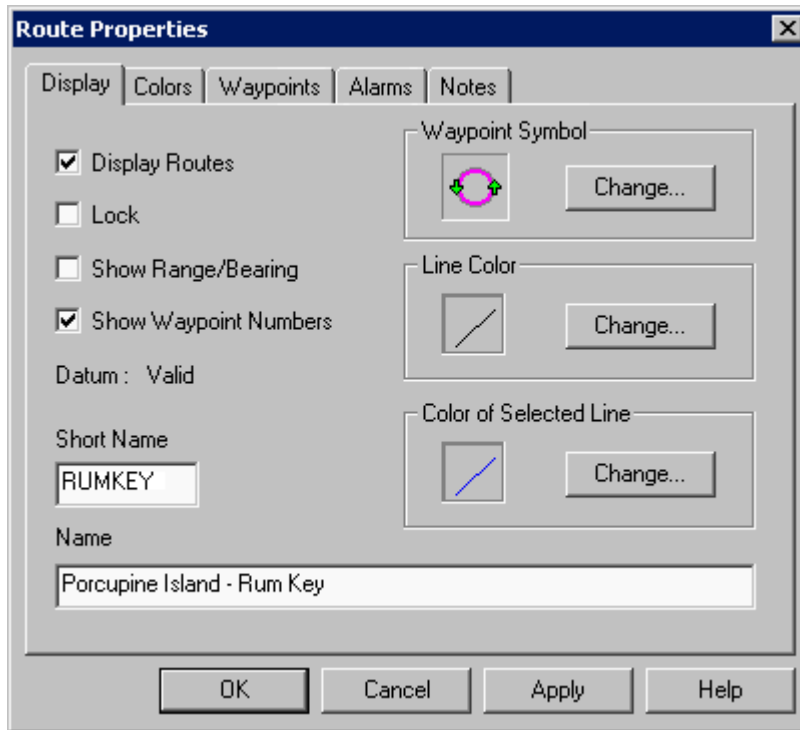 Route Properties
Display Colors Waypoints Alarms Notes
Display Routes
Lock
Show Range/Bearing
Show Waypoint Numbers
Datum : Valid
Short Name
RUMKEY
Name
Porcupine Island - Rum Key
Waypoint Symbol
Change...
Line Color
Change...
Color of Selected Line
Change...
OK Cancel Apply Help